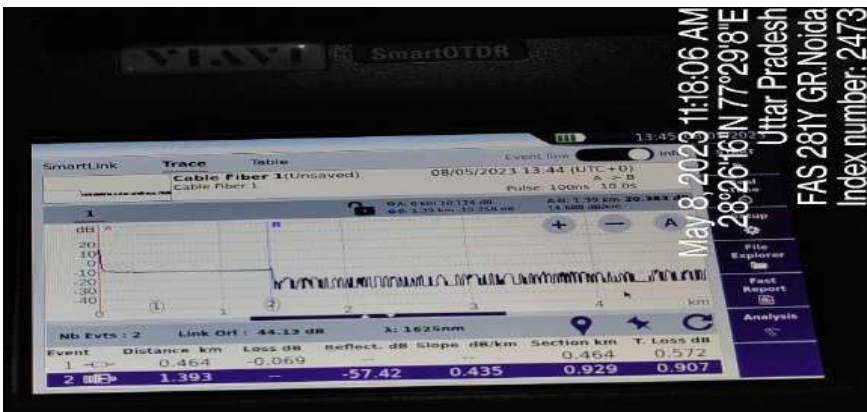 VIAVI
SmartOTDR
May 8, 2023 11:18:06 AM
28°26'16"N 77°29'8"E
Uttar Pradesh
FAS 281Y GR.Noida
Index number: 2473
SmartLink Trace Table Event line
Cable Fiber 1(Unsaved) 08/05/2023 13:44 (UTC+0)
Cable Fiber 1 A -> B
Pulse: 100ns 10.0s
1
dB A B + − A
20
10
0
-10
-20
-30
-40
0 1 2 3 4 km
① ②
Setup
File Explorer
Fast Report
Analysis
Nb Evts : 2 Link Orl : 44.13 dB λ: 1625nm
Event Distance km Loss dB Reflect. dB Slope dB/km Section km T. Loss dB
1 0.464 -0.069 -- -- 0.464 0.572
2 1.393 -- -57.42 0.435 0.929 0.907